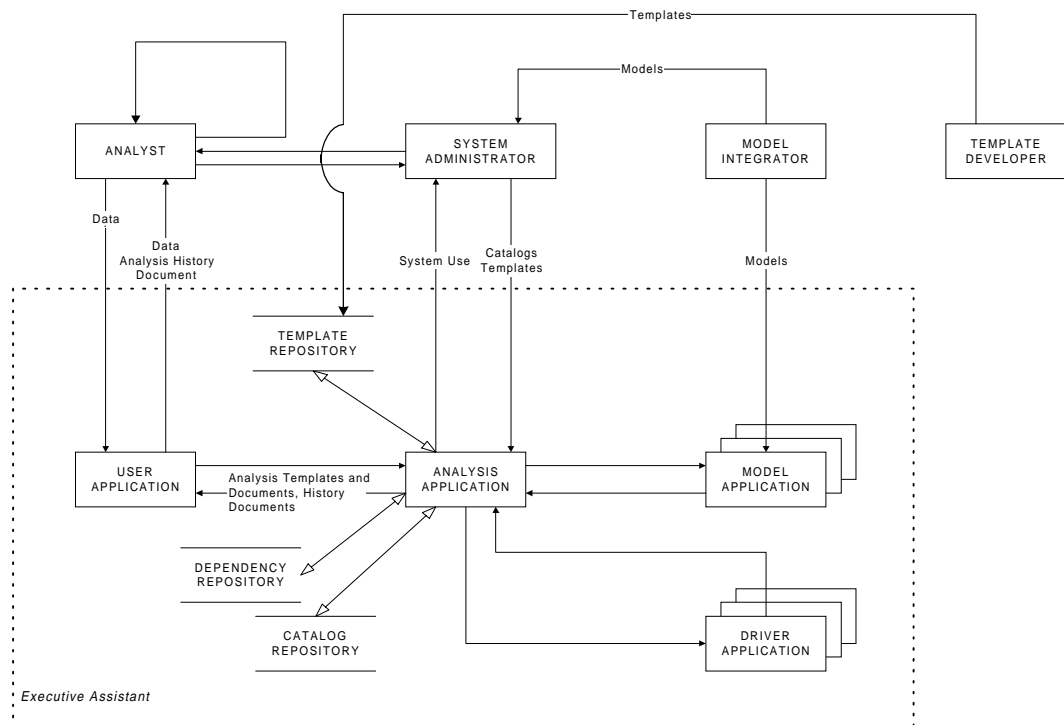 Templates
Models
ANALYST
SYSTEM
ADMINISTRATOR
MODEL
INTEGRATOR
TEMPLATE
DEVELOPER
Data
Data
Analysis History
Document
System Use
Catalogs
Templates
Models
TEMPLATE
REPOSITORY
USER
APPLICATION
Analysis Templates and
Documents, History
Documents
ANALYSIS
APPLICATION
MODEL
APPLICATION
DEPENDENCY
REPOSITORY
CATALOG
REPOSITORY
DRIVER
APPLICATION
Executive Assistant